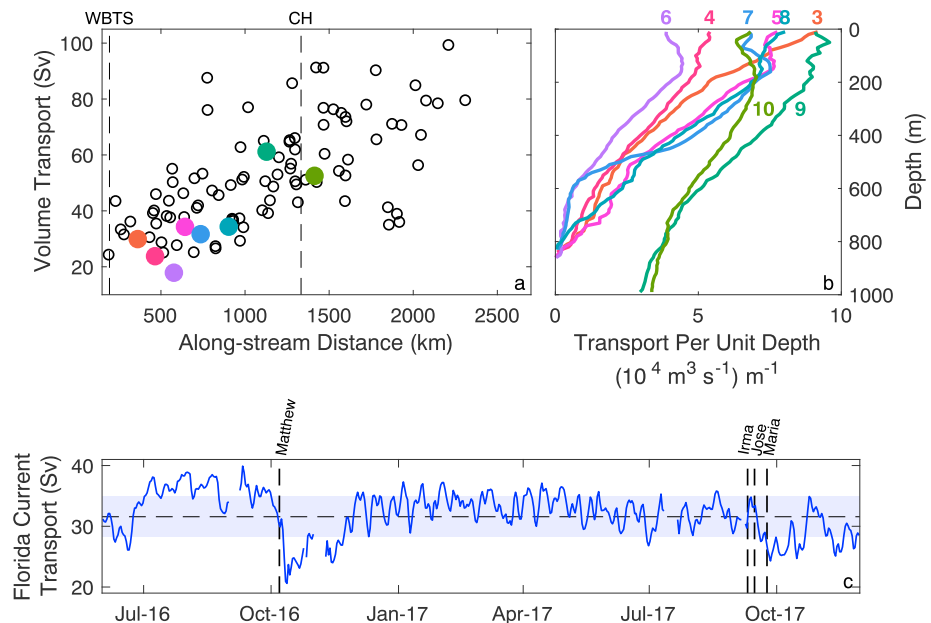 WBTS CH
6 4 7 5 8 3
100
80
60
40
20
Volume Transport (Sv)
500 1000 1500 2000 2500
Along-stream Distance (km)
a
10 9
0
200
400
600
800
1000
Depth (m)
b
0 5 10
Transport Per Unit Depth
(10 4 m3 s-1) m-1
Matthew
Irma
Jose
Maria
40
30
20
Florida Current
Transport (Sv)
c
Jul-16 Oct-16 Jan-17 Apr-17 Jul-17 Oct-17